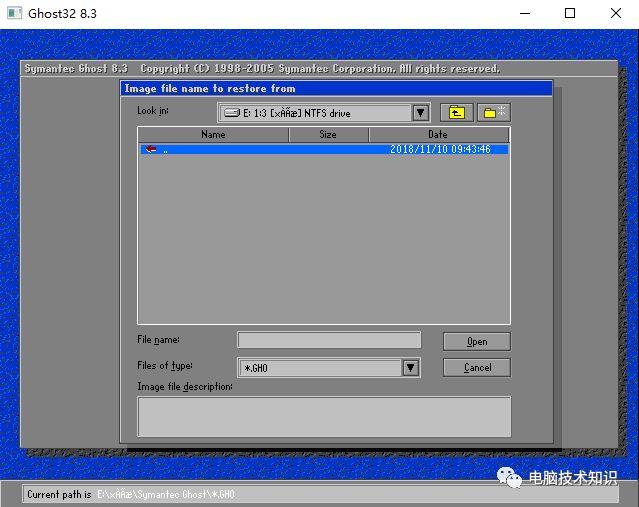 Ghost32 8.3
Symantec Ghost 8.3 Copyright (C) 1998-2005 Symantec Corporation. All rights reserved.
Image file name to restore from
Look in:
E: 1:3 [×ÀÃæ] NTFS drive
Name Size Date
.. 2018/11/10 09:43:46
File name:
Open
Files of type:
*.GHO
Cancel
Image file description:
电脑技术知识
Current path is E:\×ÀÃæ\Symantec Ghost\*.GHO